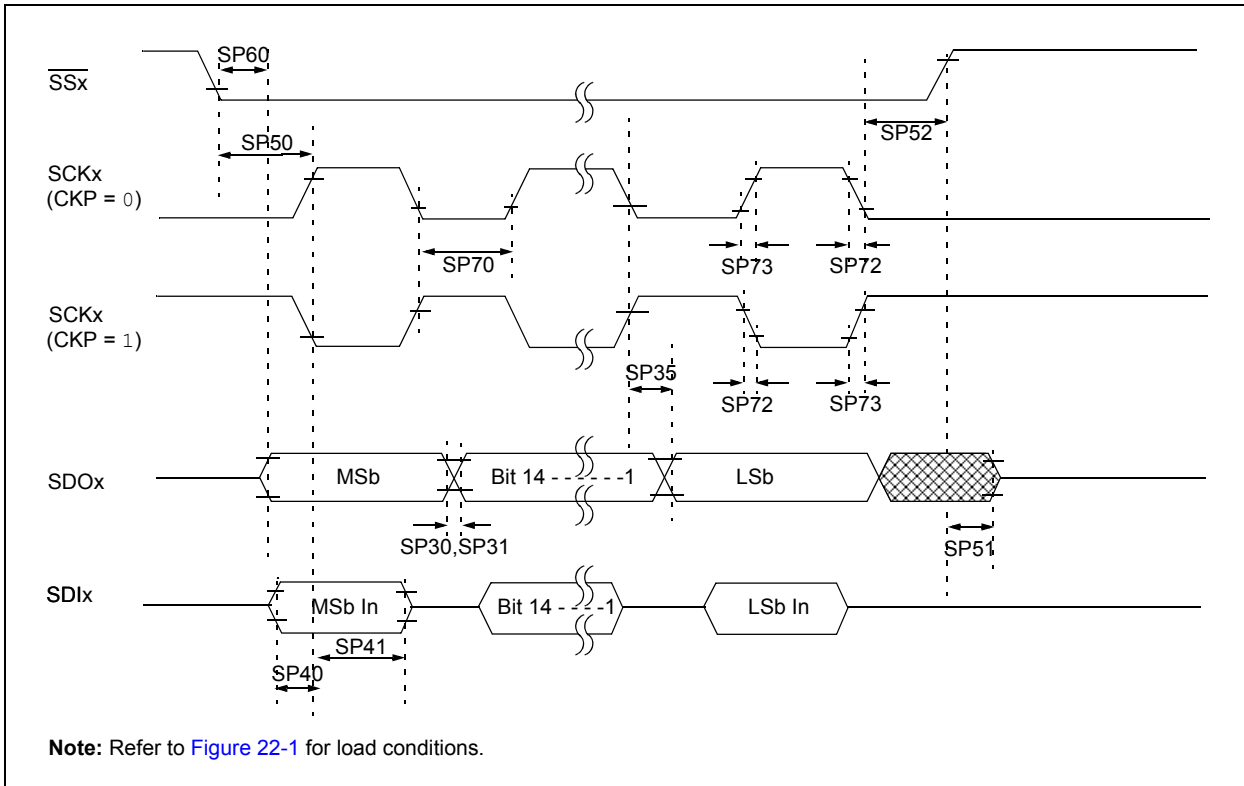 SP60
SSx
SP50
SP52
SCKx
(CKP = 0)
SP70
SP73
SP72
SCKx
(CKP = 1)
SP35
SP72
SP73
SDOx
MSb
Bit 14 - - - - - -1
LSb
SP30,SP31
SP51
SDIx
MSb In
Bit 14 - - - -1
LSb In
SP41
SP40
Note: Refer to Figure 22-1 for load conditions.